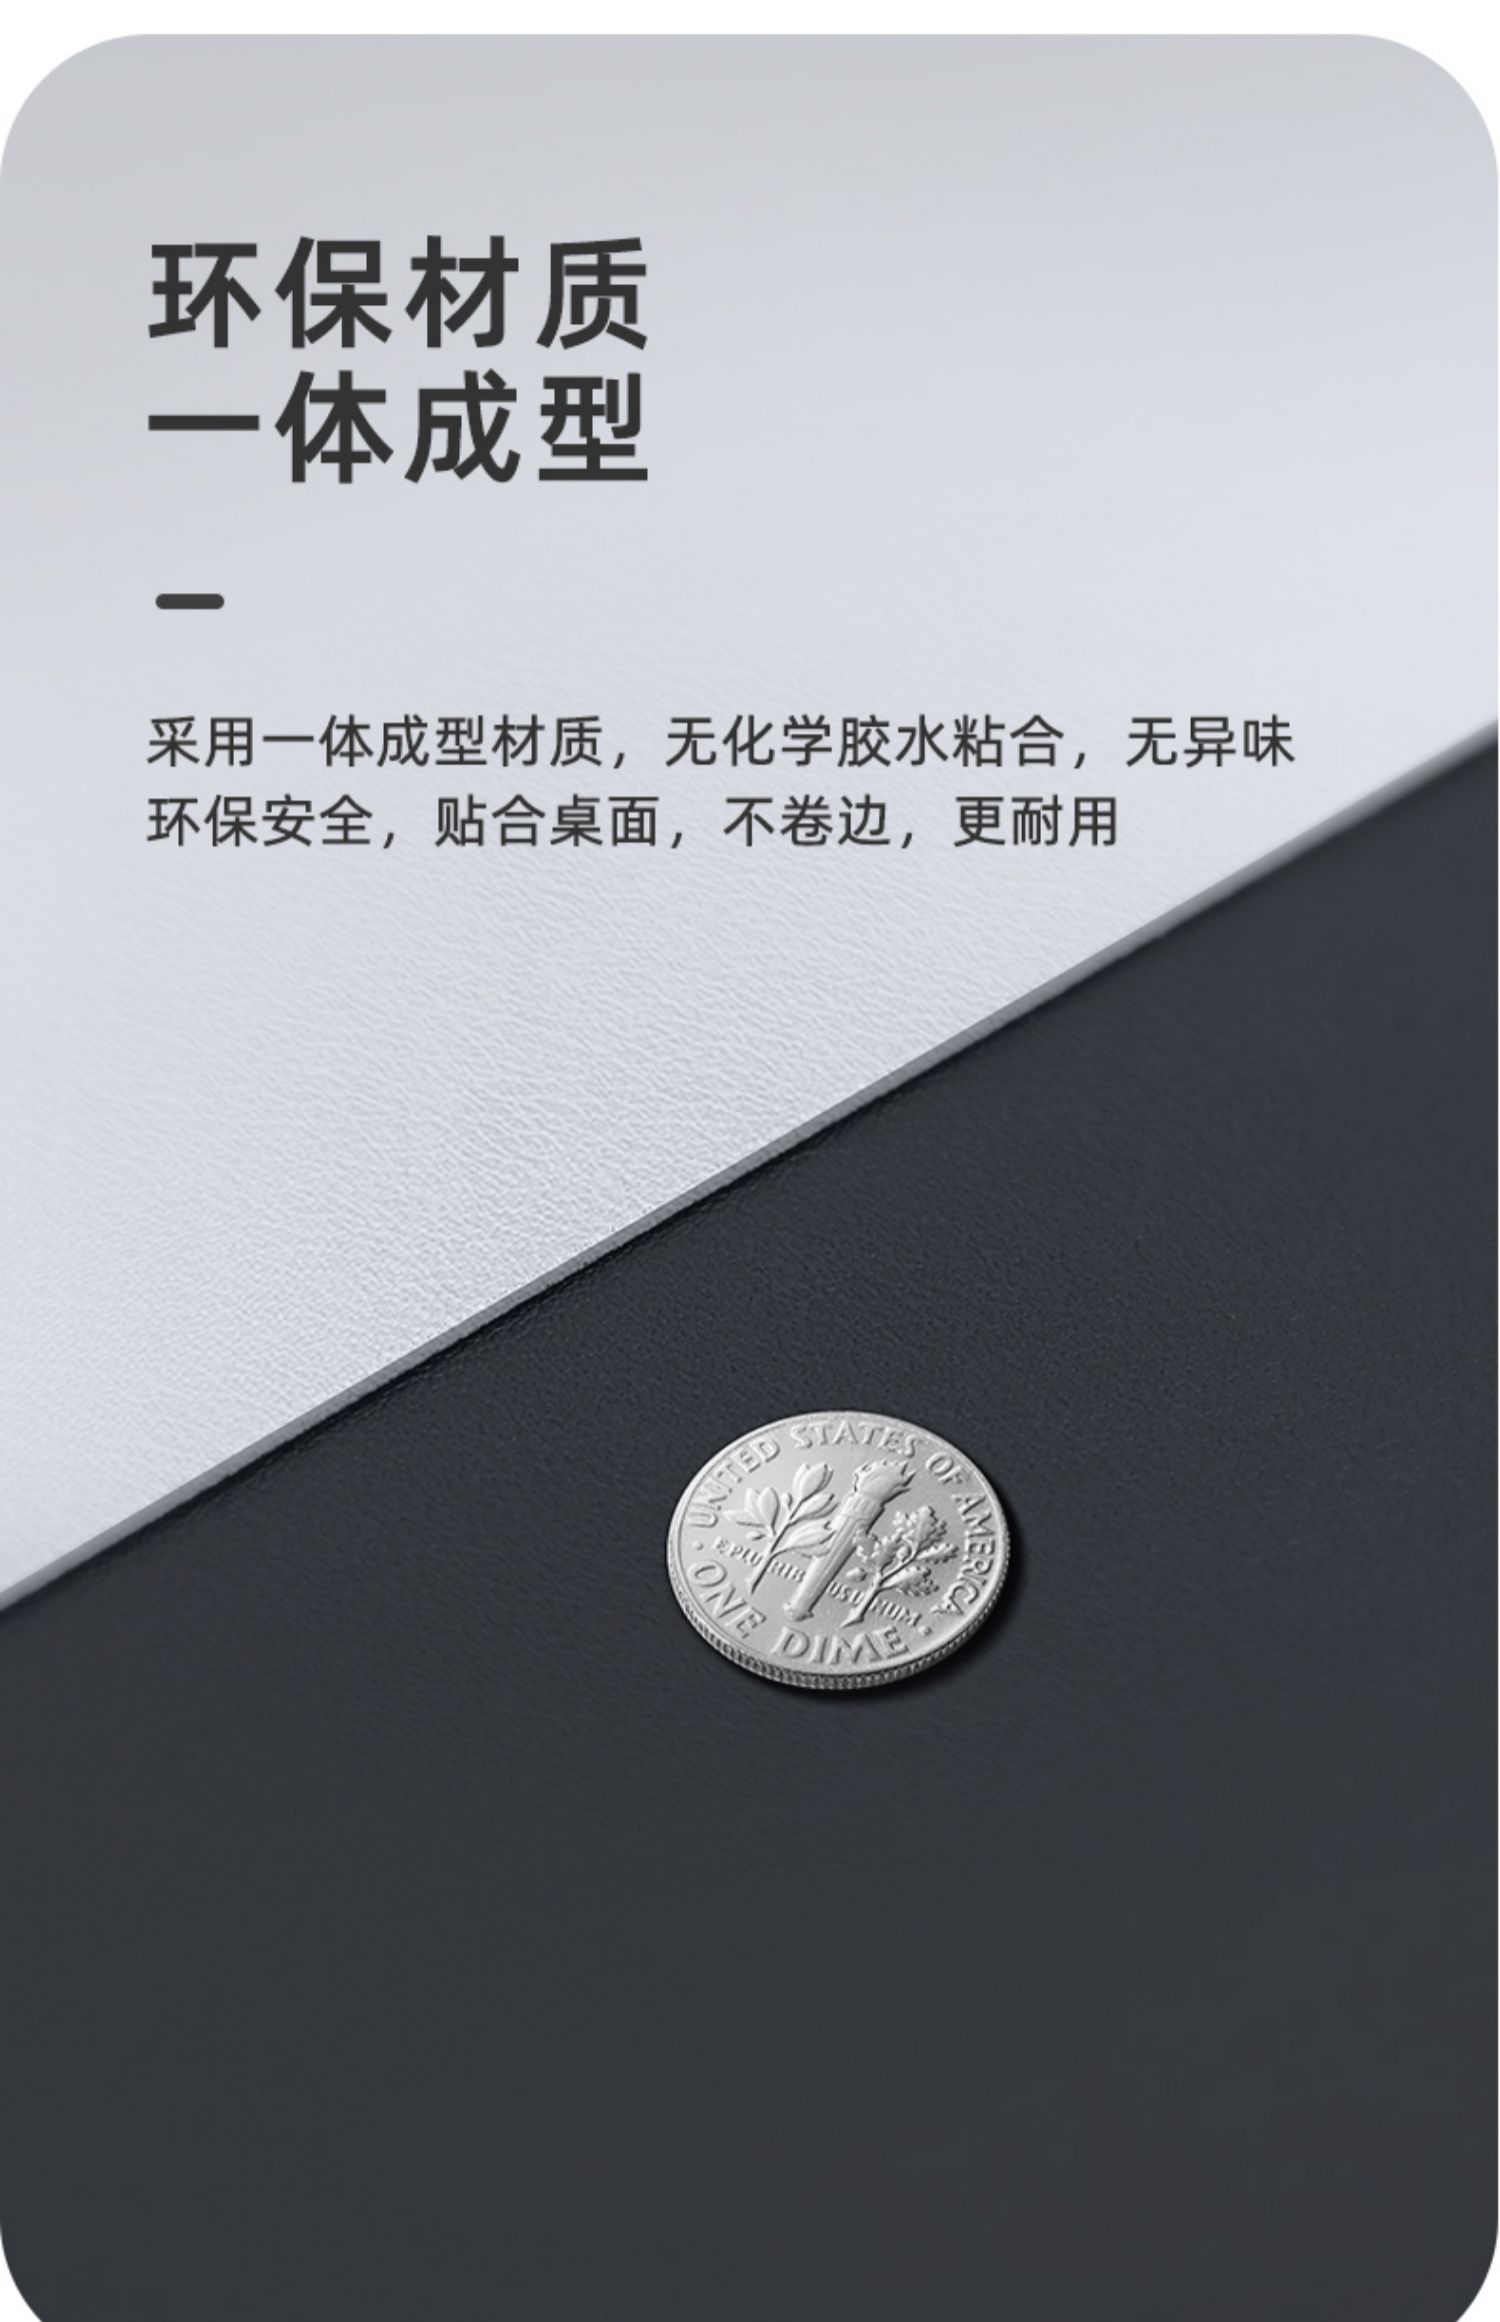 环保材质
一体成型
采用一体成型材质，无化学胶水粘合，无异味
环保安全，贴合桌面，不卷边，更耐用
UNITED STATES OF AMERICA
E PLURIBUS UNUM
ONE DIME